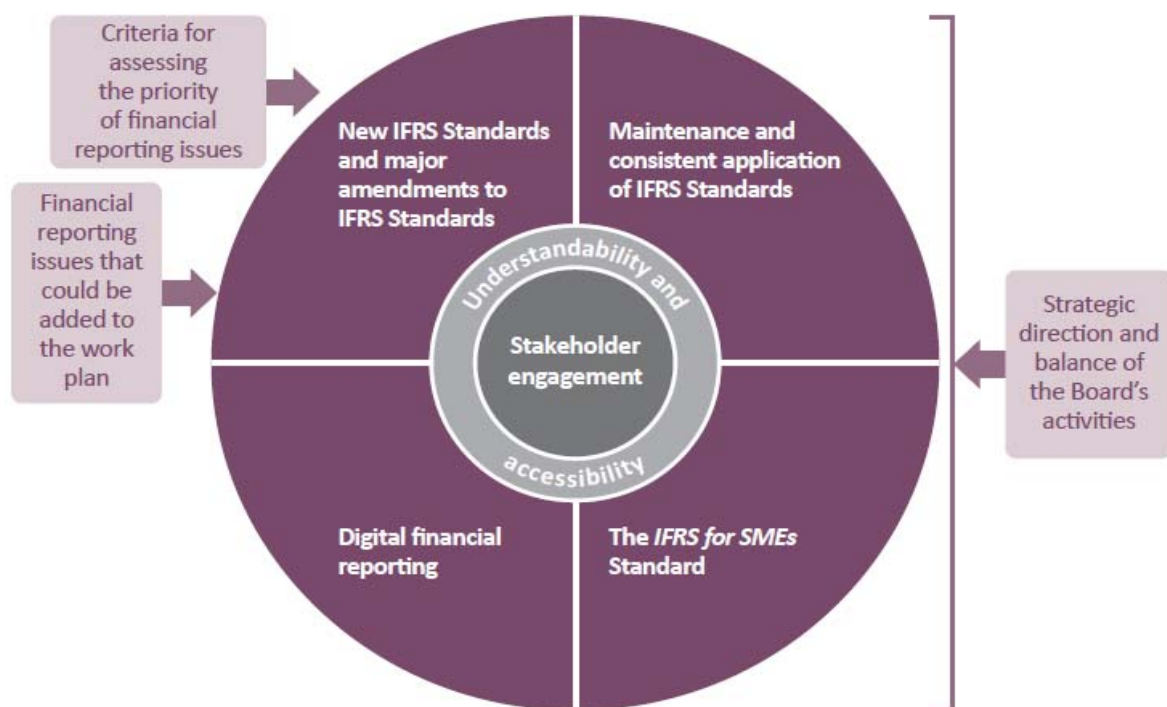 Criteria for
assessing
the priority
of financial
reporting issues
Financial
reporting
issues that
could be
added to
the work
plan
New IFRS Standards
and major
amendments to
IFRS Standards
Maintenance and
consistent application
of IFRS Standards
Understandability and
accessibility
Stakeholder
engagement
Digital financial
reporting
The IFRS for SMEs
Standard
Strategic
direction and
balance of
the Board's
activities